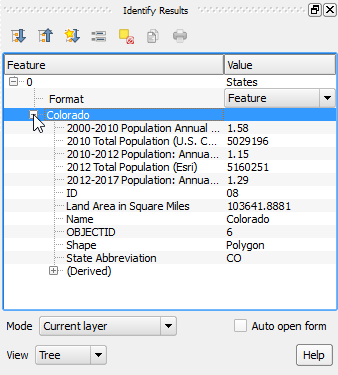 Identify Results
Feature Value
0 States
Format Feature
Colorado
2000-2010 Population Annual ... 1.58
2010 Total Population (U.S. C... 5029196
2010-2012 Population: Annua... 1.15
2012 Total Population (Esri) 5160251
2012-2017 Population: Annua... 1.29
ID 08
Land Area in Square Miles 103641.8881
Name Colorado
OBJECTID 6
Shape Polygon
State Abbreviation CO
(Derived)
Mode Current layer Auto open form
View Tree Help